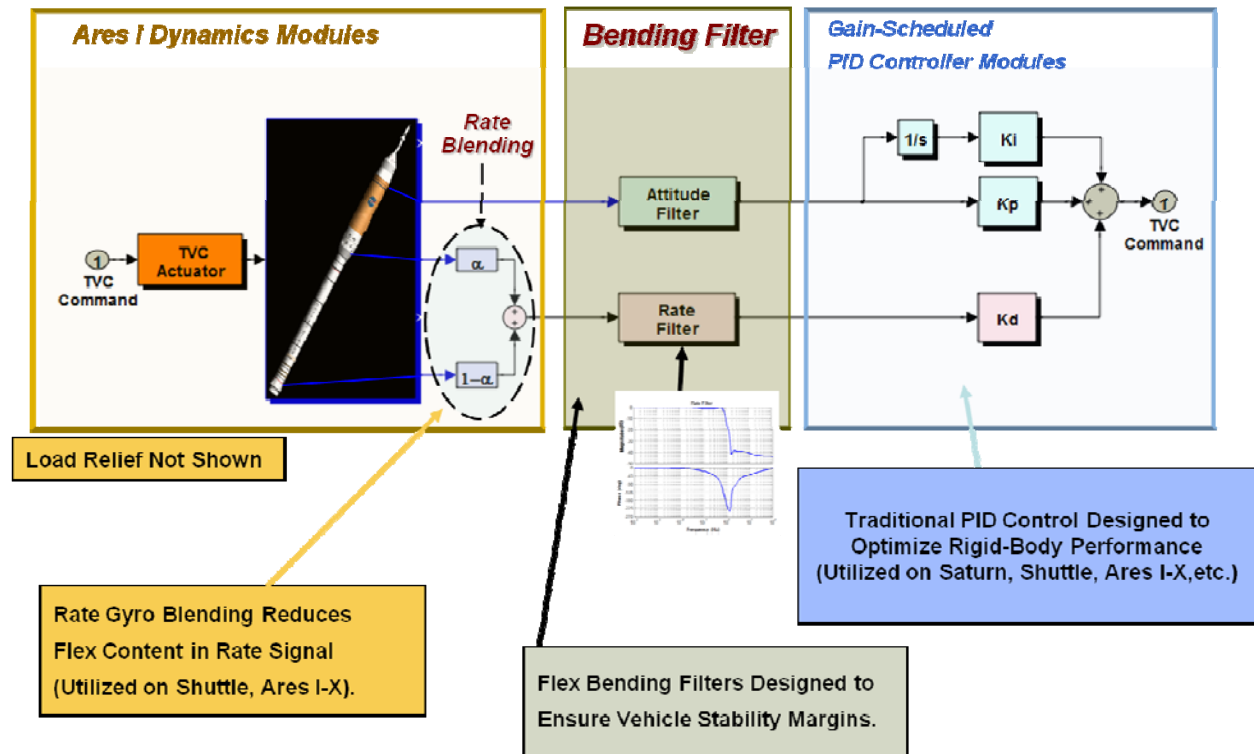 Ares I Dynamics Modules
Bending Filter
Gain-Scheduled
PID Controller Modules
Rate
Blending
1/s
Ki
Attitude
Filter
Kp
1
TVC
Command
TVC
Actuator
1
TVC
Command
α
Rate
Filter
Kd
1-α
Rate Filter
Load Relief Not Shown
Traditional PID Control Designed to
Optimize Rigid-Body Performance
(Utilized on Saturn, Shuttle, Ares I-X,etc.)
Rate Gyro Blending Reduces
Flex Content in Rate Signal
(Utilized on Shuttle, Ares I-X).
Flex Bending Filters Designed to
Ensure Vehicle Stability Margins.